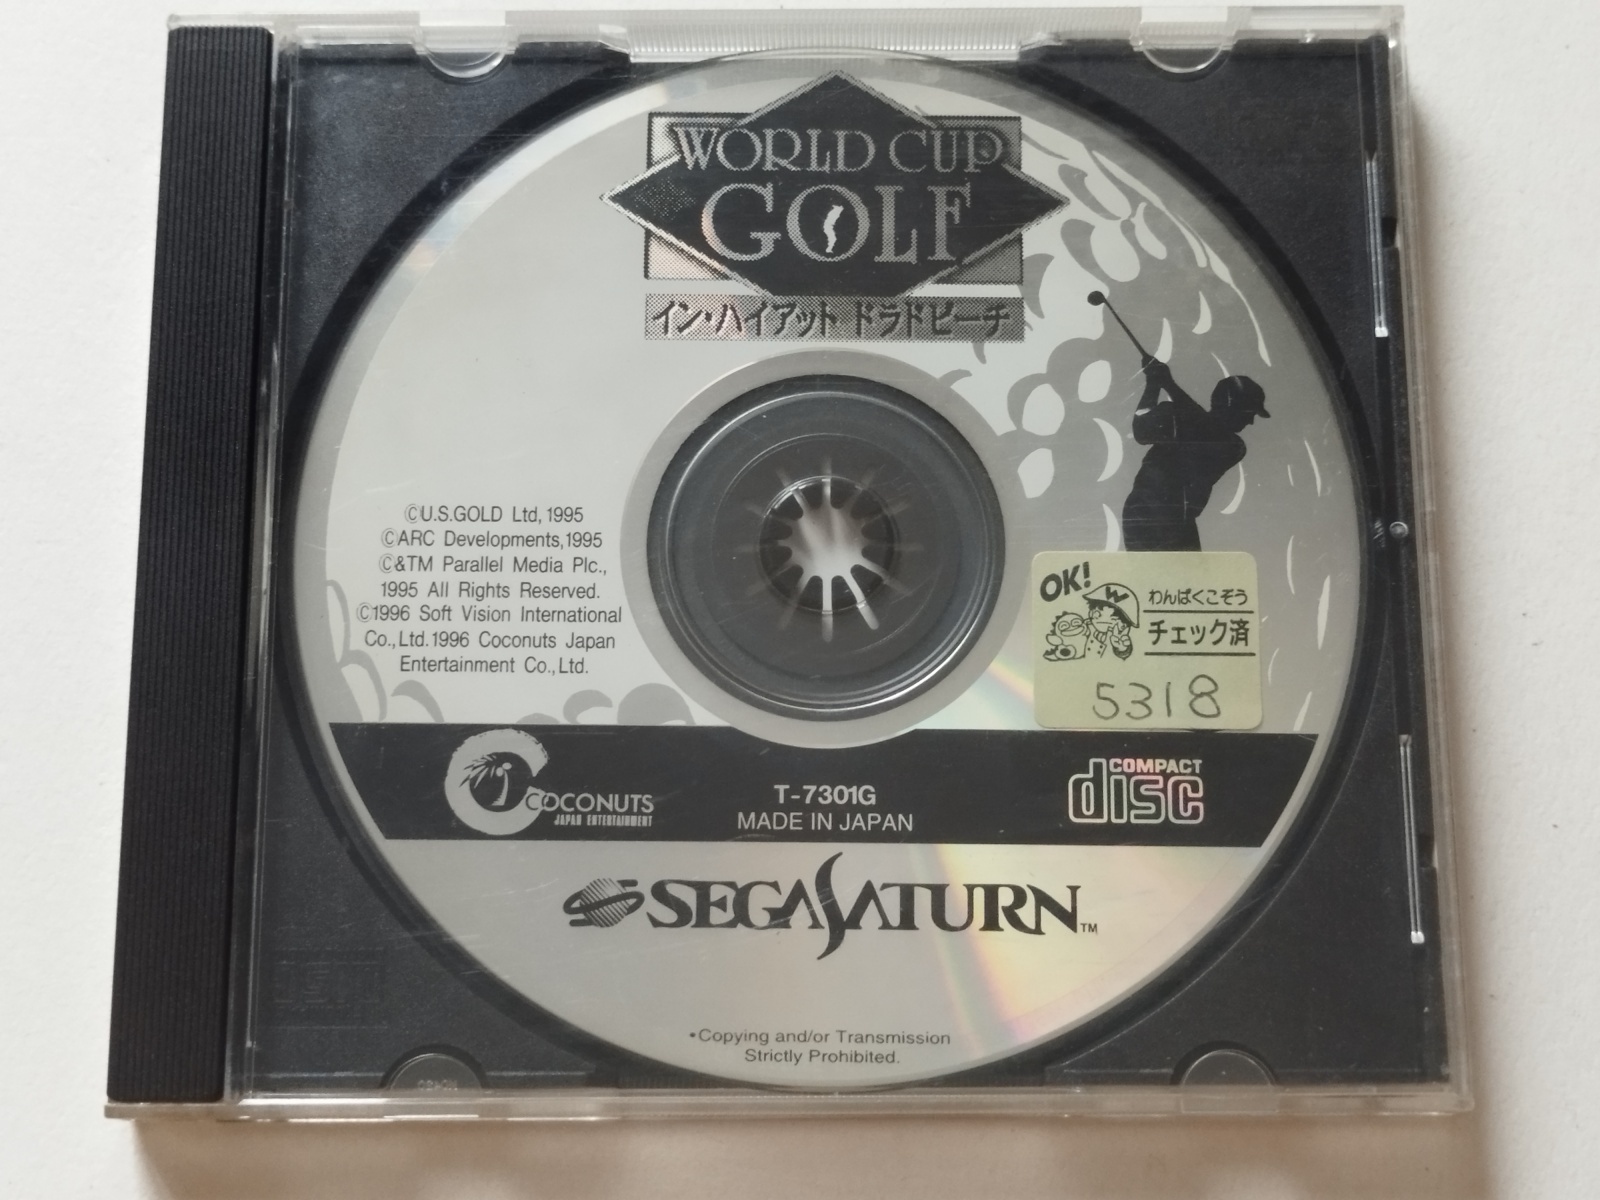 WORLD CUP
GOLF
イン・ハイアット ドラドビーチ
©U.S.GOLD Ltd, 1995
©ARC Developments,1995
©&TM Parallel Media Plc.,
1995 All Rights Reserved.
©1996 Soft Vision International
Co.,Ltd.1996 Coconuts Japan
Entertainment Co.,Ltd.
OK!
W
わんぱくこぞう
チェック済
5318
COCONUTS
JAPAN ENTERTAINMENT
T-7301G
MADE IN JAPAN
COMPACT
disc
SEGA SATURN™
•Copying and/or Transmission
Strictly Prohibited.